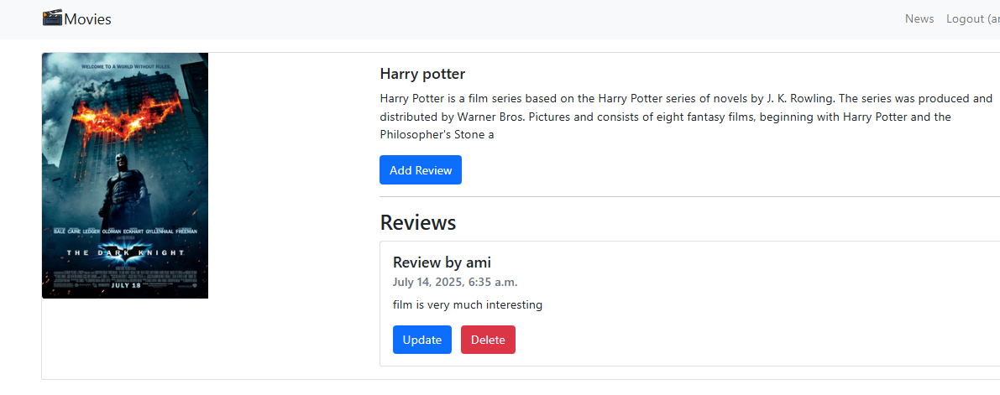 Movies
News Logout (ar
WELCOME TO A WORLD WITHOUT RULES.
BALE CAINE LEDGER OLDMAN ECKHART GYLLENHAAL FREEMAN
THE DARK KNIGHT
JULY 18
Harry potter
Harry Potter is a film series based on the Harry Potter series of novels by J. K. Rowling. The series was produced and
distributed by Warner Bros. Pictures and consists of eight fantasy films, beginning with Harry Potter and the
Philosopher's Stone a
Add Review
Reviews
Review by ami
July 14, 2025, 6:35 a.m.
film is very much interesting
Update Delete